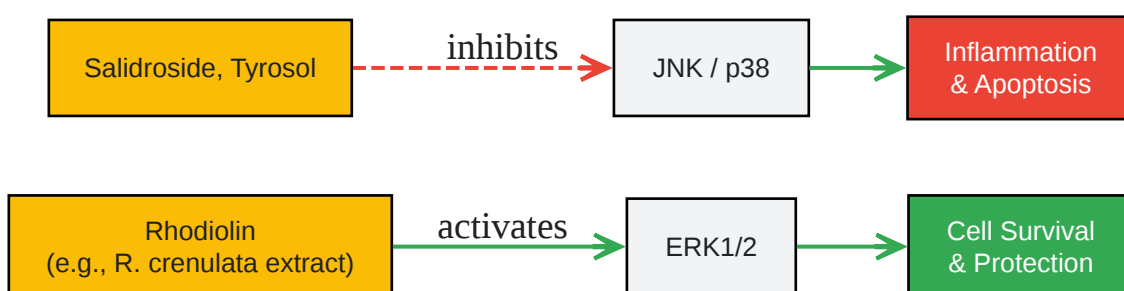 Salidroside, Tyrosol
inhibits
JNK / p38
Inflammation
& Apoptosis
Rhodiolin
(e.g., R. crenulata extract)
activates
ERK1/2
Cell Survival
& Protection